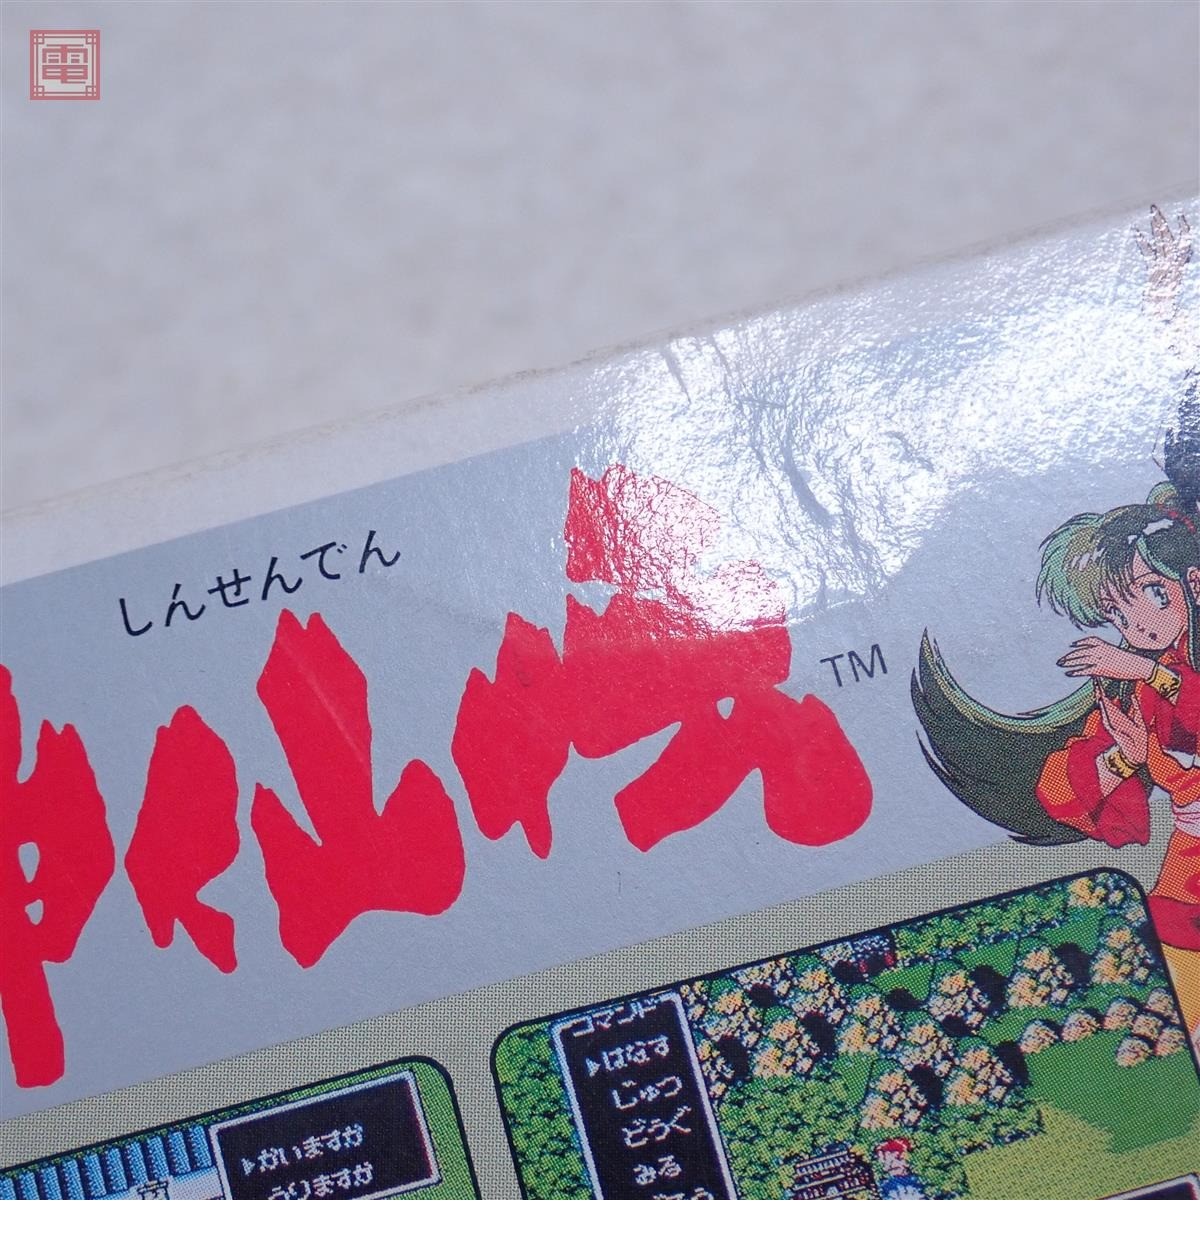 電
しんせんでん
神仙伝
TM
コマンド
はなす
しゅつ
どうぐ
みる
かいますか
うりますか